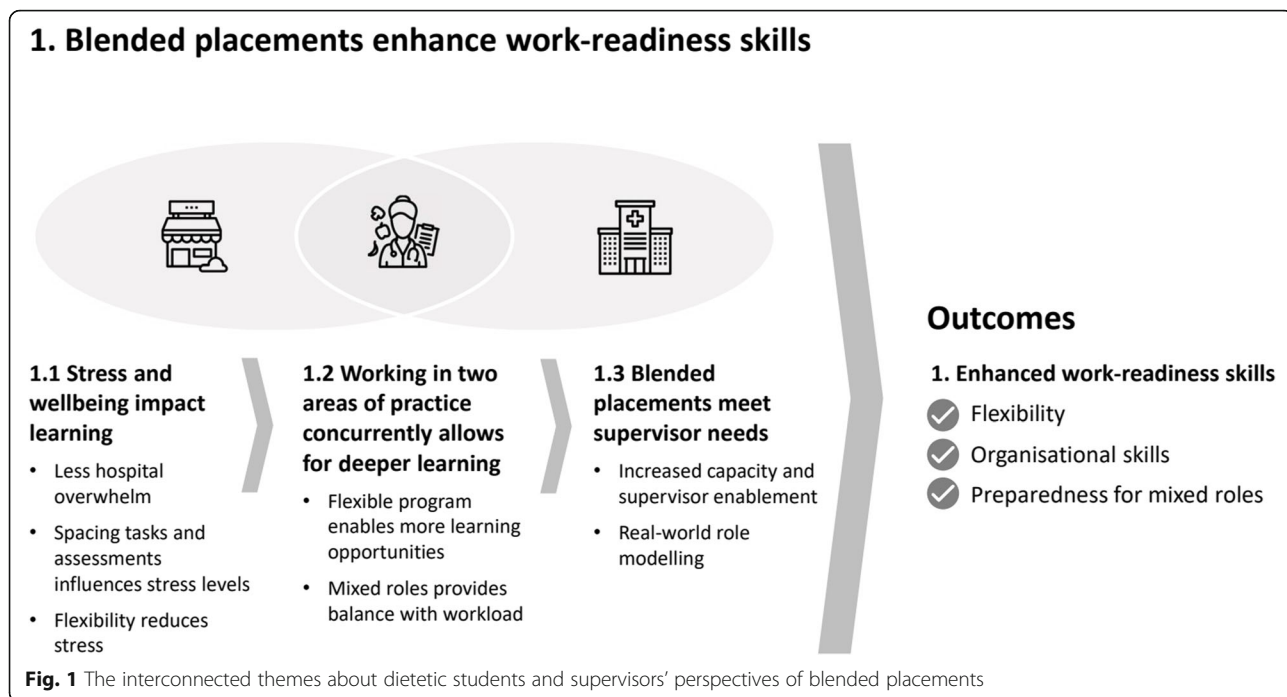 1. Blended placements enhance work-readiness skills
1.1 Stress and
wellbeing impact
learning
• Less hospital
overwhelm
• Spacing tasks and
assessments
influences stress levels
• Flexibility reduces
stress
1.2 Working in two
areas of practice
concurrently allows
for deeper learning
• Flexible program
enables more learning
opportunities
• Mixed roles provides
balance with workload
1.3 Blended
placements meet
supervisor needs
• Increased capacity and
supervisor enablement
• Real-world role
modelling
Outcomes
1. Enhanced work-readiness skills
Flexibility
Organisational skills
Preparedness for mixed roles
Fig. 1 The interconnected themes about dietetic students and supervisors’ perspectives of blended placements